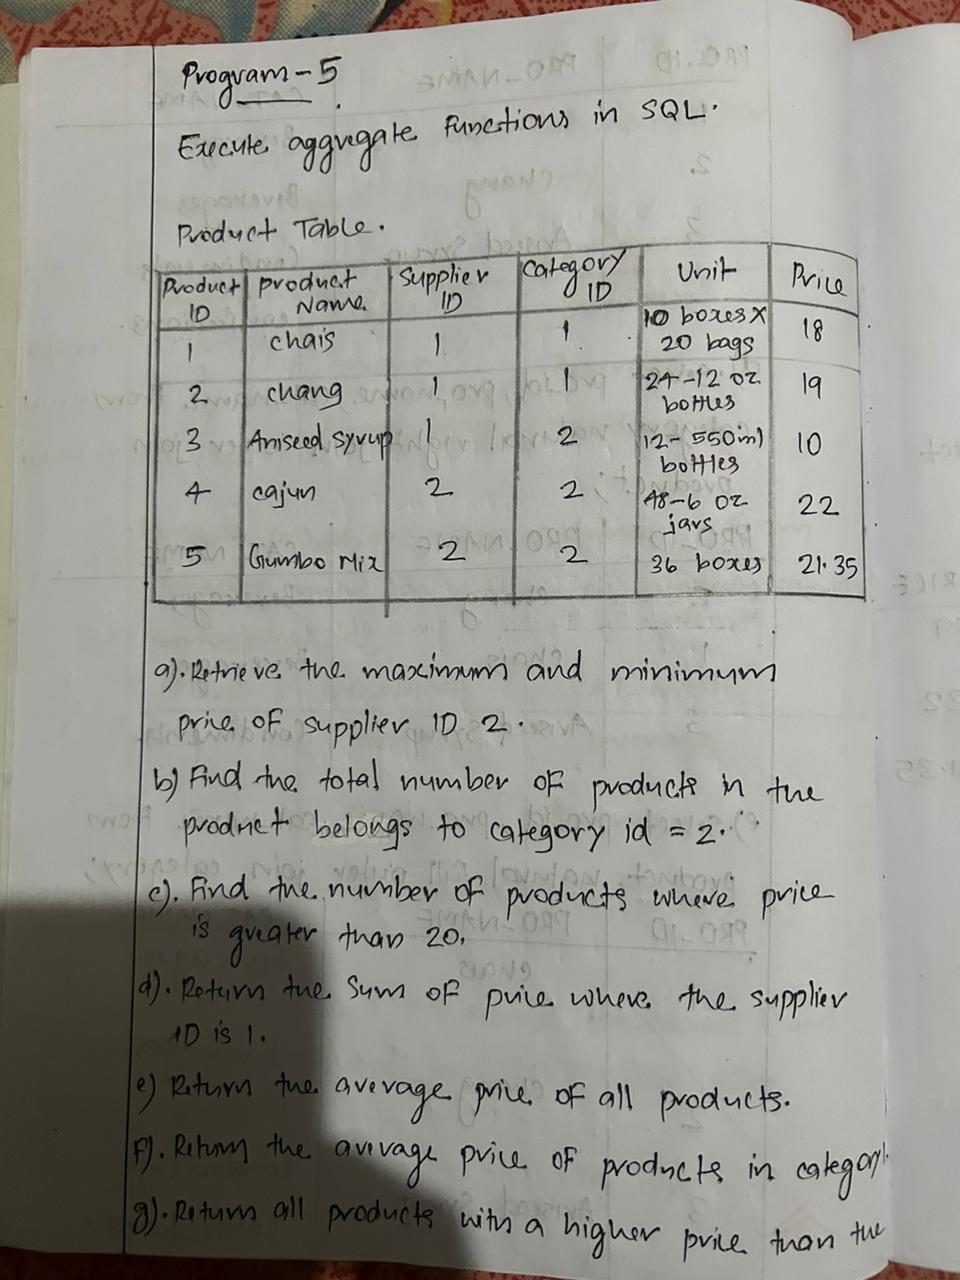 Program-5
Execute aggregate functions in SQL.
Product Table.
Product ID | Product Name | Supplier ID | Category ID | Unit | Price
1 | chais | 1 | 1 | 10 boxes x 20 bags | 18
2 | chang | 1 | 1 | 24-12 oz bottles | 19
3 | Aniseed syrup | 1 | 2 | 12-550ml bottles | 10
4 | cajun | 2 | 2 | 48-6 oz jars | 22
5 | Gumbo Mix | 2 | 2 | 36 boxes | 21.35
a). Retrieve the maximum and minimum
price of supplier ID 2.
b) Find the total number of products in the
product belongs to category id = 2.
c). Find the number of products where price
is greater than 20.
d). Return the sum of price where the supplier
ID is 1.
e) Return the average price of all products.
f). Return the average price of products in category 1.
g). Return all products with a higher price than the